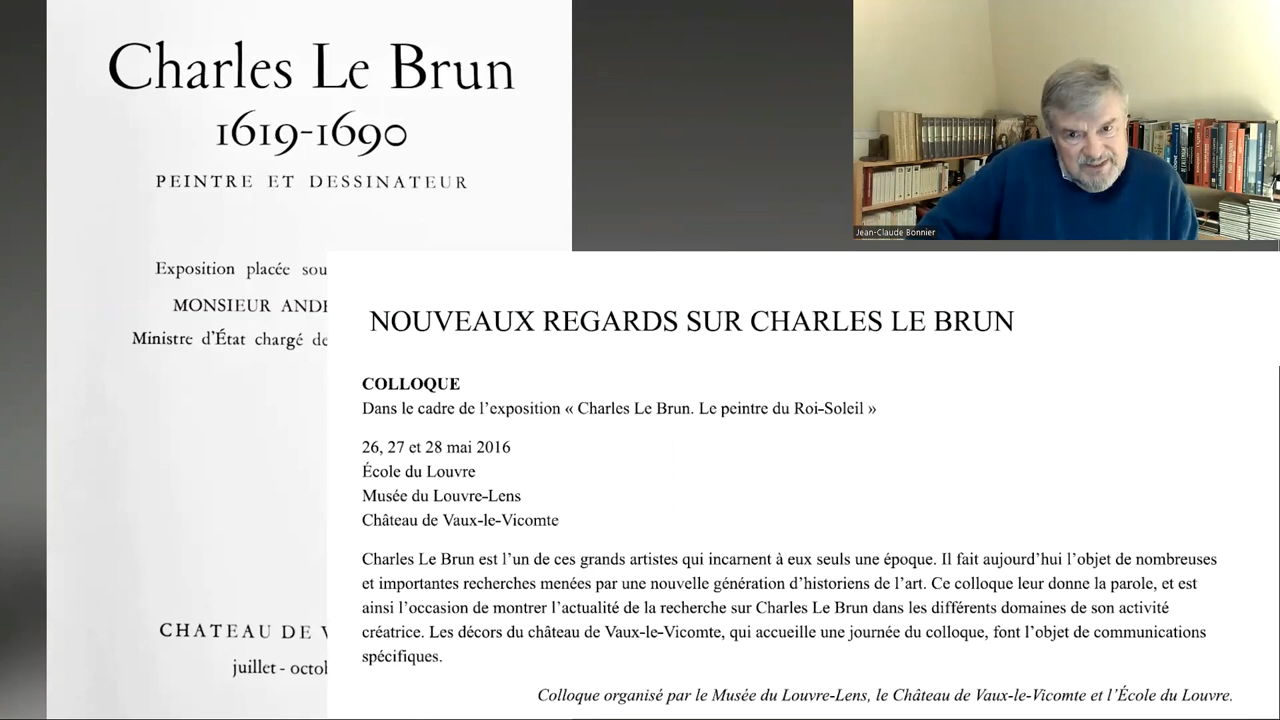 Charles Le Brun
1619-1690
PEINTRE ET DESSINATEUR
Exposition placée sou
MONSIEUR AND
Ministre d'État chargé de
CHATEAU DE V
juillet - octo
Jean-Claude Bonnier
NOUVEAUX REGARDS SUR CHARLES LE BRUN
COLLOQUE
Dans le cadre de l’exposition « Charles Le Brun. Le peintre du Roi-Soleil »
26, 27 et 28 mai 2016
École du Louvre
Musée du Louvre-Lens
Château de Vaux-le-Vicomte
Charles Le Brun est l’un de ces grands artistes qui incarnent à eux seuls une époque. Il fait aujourd’hui l’objet de nombreuses
et importantes recherches menées par une nouvelle génération d’historiens de l’art. Ce colloque leur donne la parole, et est
ainsi l’occasion de montrer l’actualité de la recherche sur Charles Le Brun dans les différents domaines de son activité
créatrice. Les décors du château de Vaux-le-Vicomte, qui accueille une journée du colloque, font l’objet de communications
spécifiques.
Colloque organisé par le Musée du Louvre-Lens, le Château de Vaux-le-Vicomte et l’École du Louvre.